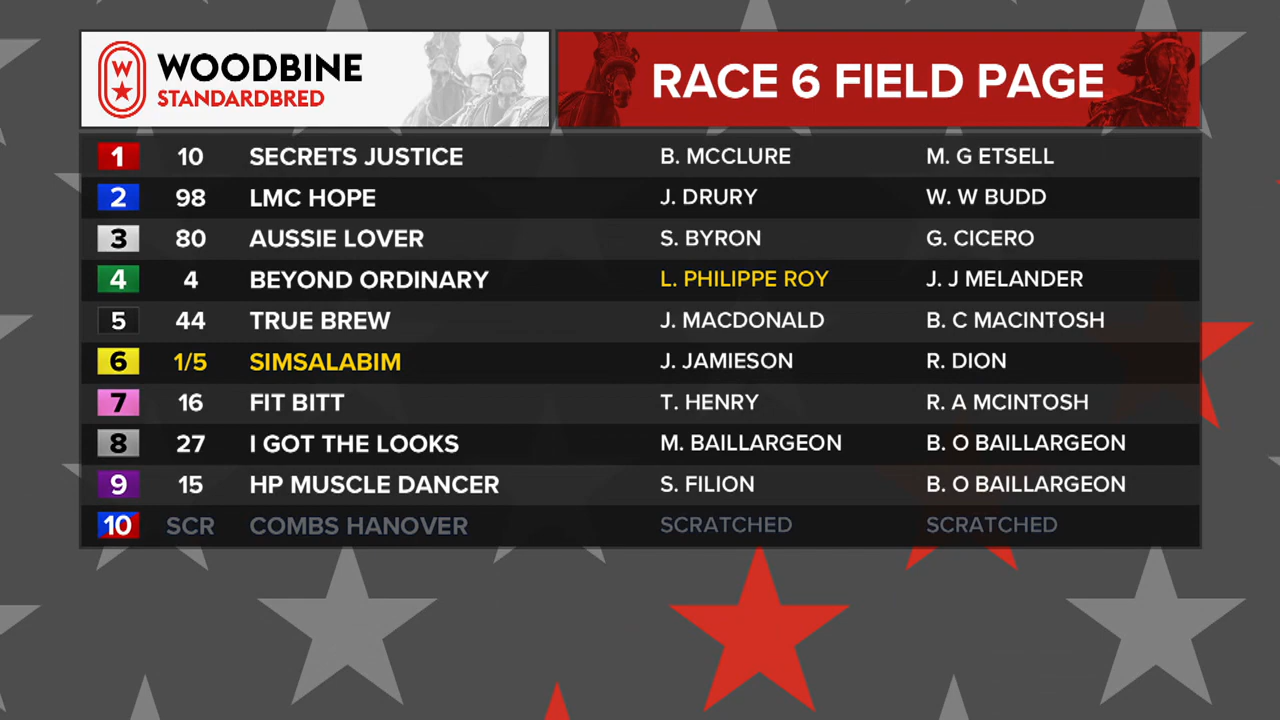 W
WOODBINE
STANDARDBRED
RACE 6 FIELD PAGE
1 10 SECRETS JUSTICE B. MCCLURE M. G ETSELL
2 98 LMC HOPE J. DRURY W. W BUDD
3 80 AUSSIE LOVER S. BYRON G. CICERO
4 4 BEYOND ORDINARY L. PHILIPPE ROY J. J MELANDER
5 44 TRUE BREW J. MACDONALD B. C MACINTOSH
6 1/5 SIMSALABIM J. JAMIESON R. DION
7 16 FIT BITT T. HENRY R. A MCINTOSH
8 27 I GOT THE LOOKS M. BAILLARGEON B. O BAILLARGEON
9 15 HP MUSCLE DANCER S. FILION B. O BAILLARGEON
10 SCR COMBS HANOVER SCRATCHED SCRATCHED